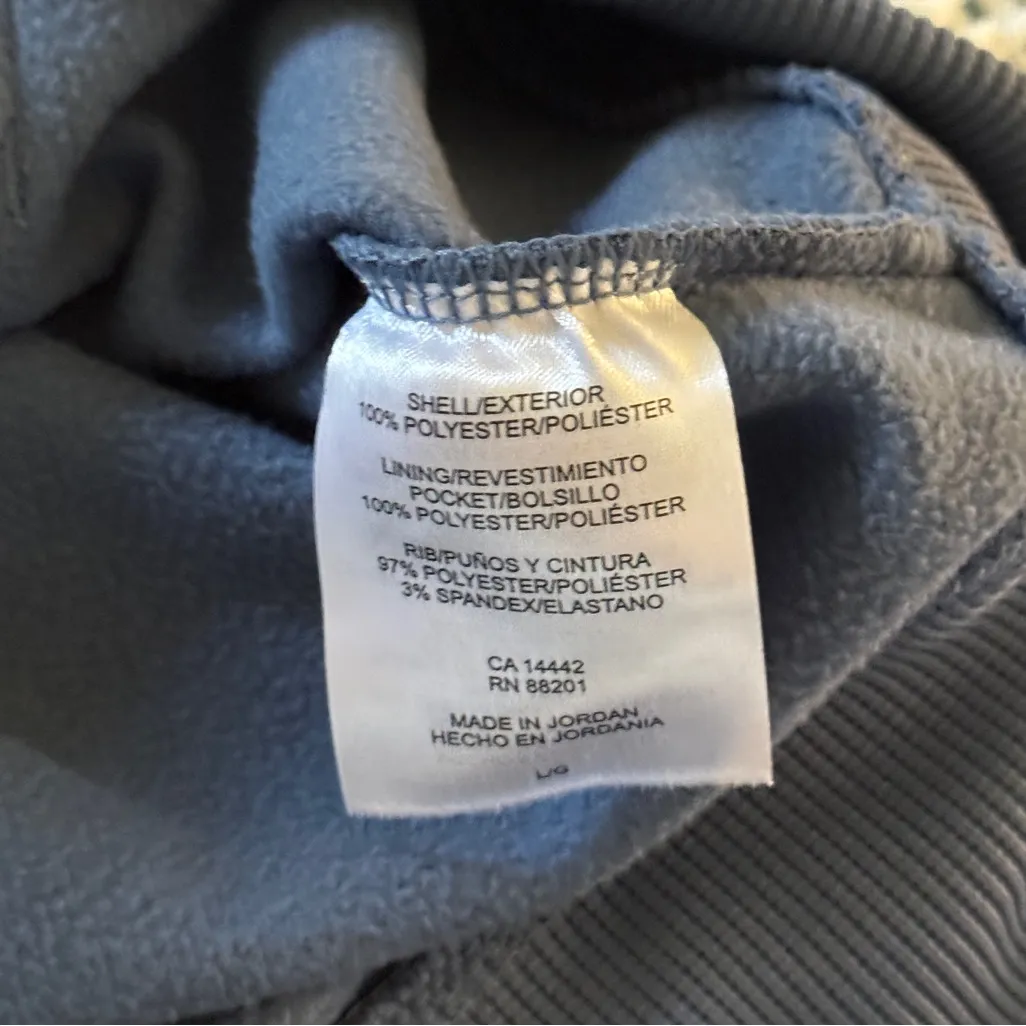 SHELL/EXTERIOR
100% POLYESTER/POLIÉSTER
LINING/REVESTIMIENTO
POCKET/BOLSILLO
100% POLYESTER/POLIÉSTER
RIB/PUÑOS Y CINTURA
97% POLYESTER/POLIÉSTER
3% SPANDEX/ELASTANO
CA 14442
RN 88201
MADE IN JORDAN
HECHO EN JORDANIA
L/G